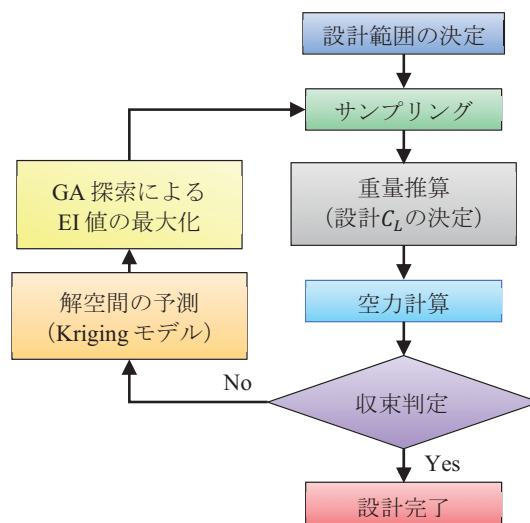 設計範囲の決定
サンプリング
重量推算
（設計C_Lの決定）
空力計算
収束判定
Yes
設計完了
No
解空間の予測
（Kriging モデル）
GA 探索による
EI 値の最大化